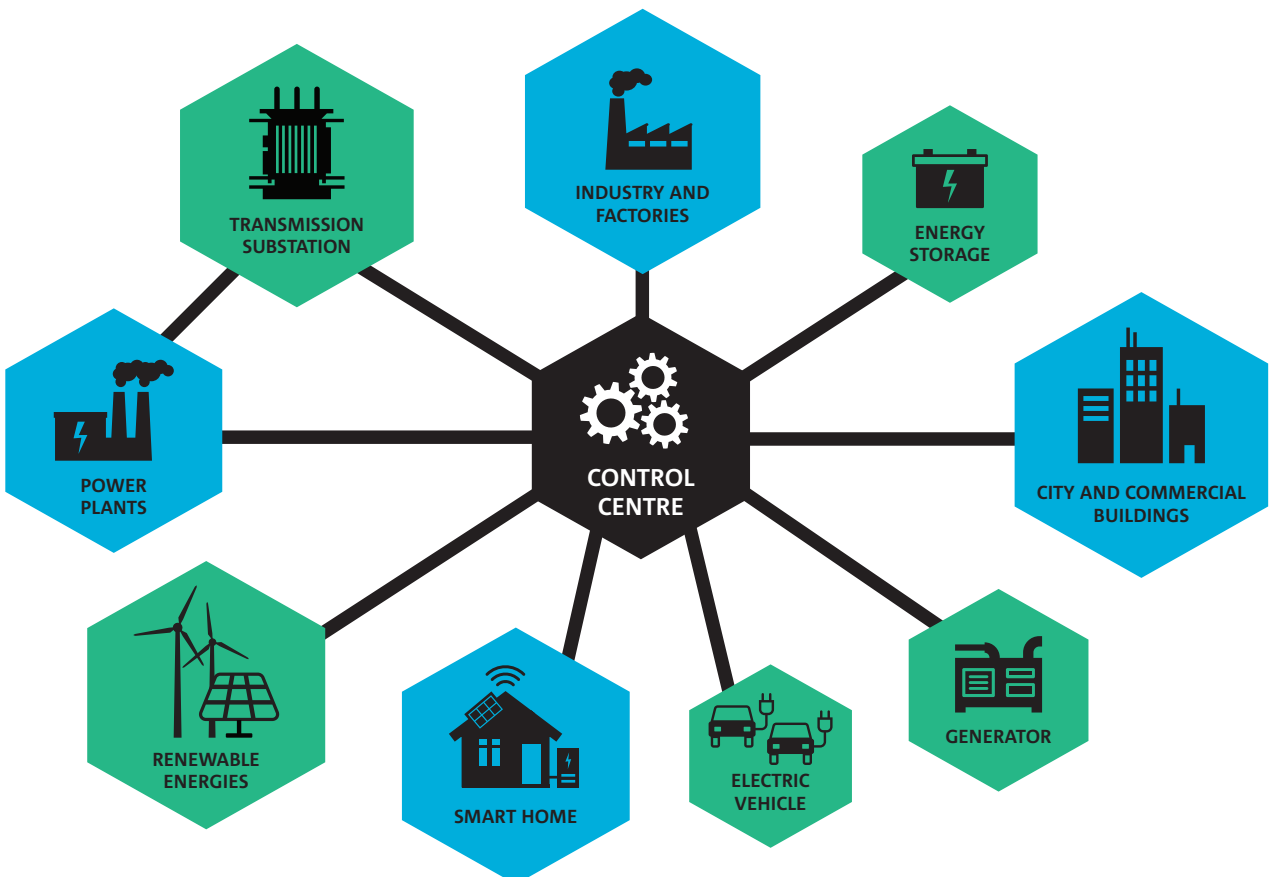 TRANSMISSION
SUBSTATION
INDUSTRY AND
FACTORIES
ENERGY
STORAGE
POWER
PLANTS
CONTROL
CENTRE
CITY AND COMMERCIAL
BUILDINGS
RENEWABLE
ENERGIES
SMART HOME
ELECTRIC
VEHICLE
GENERATOR